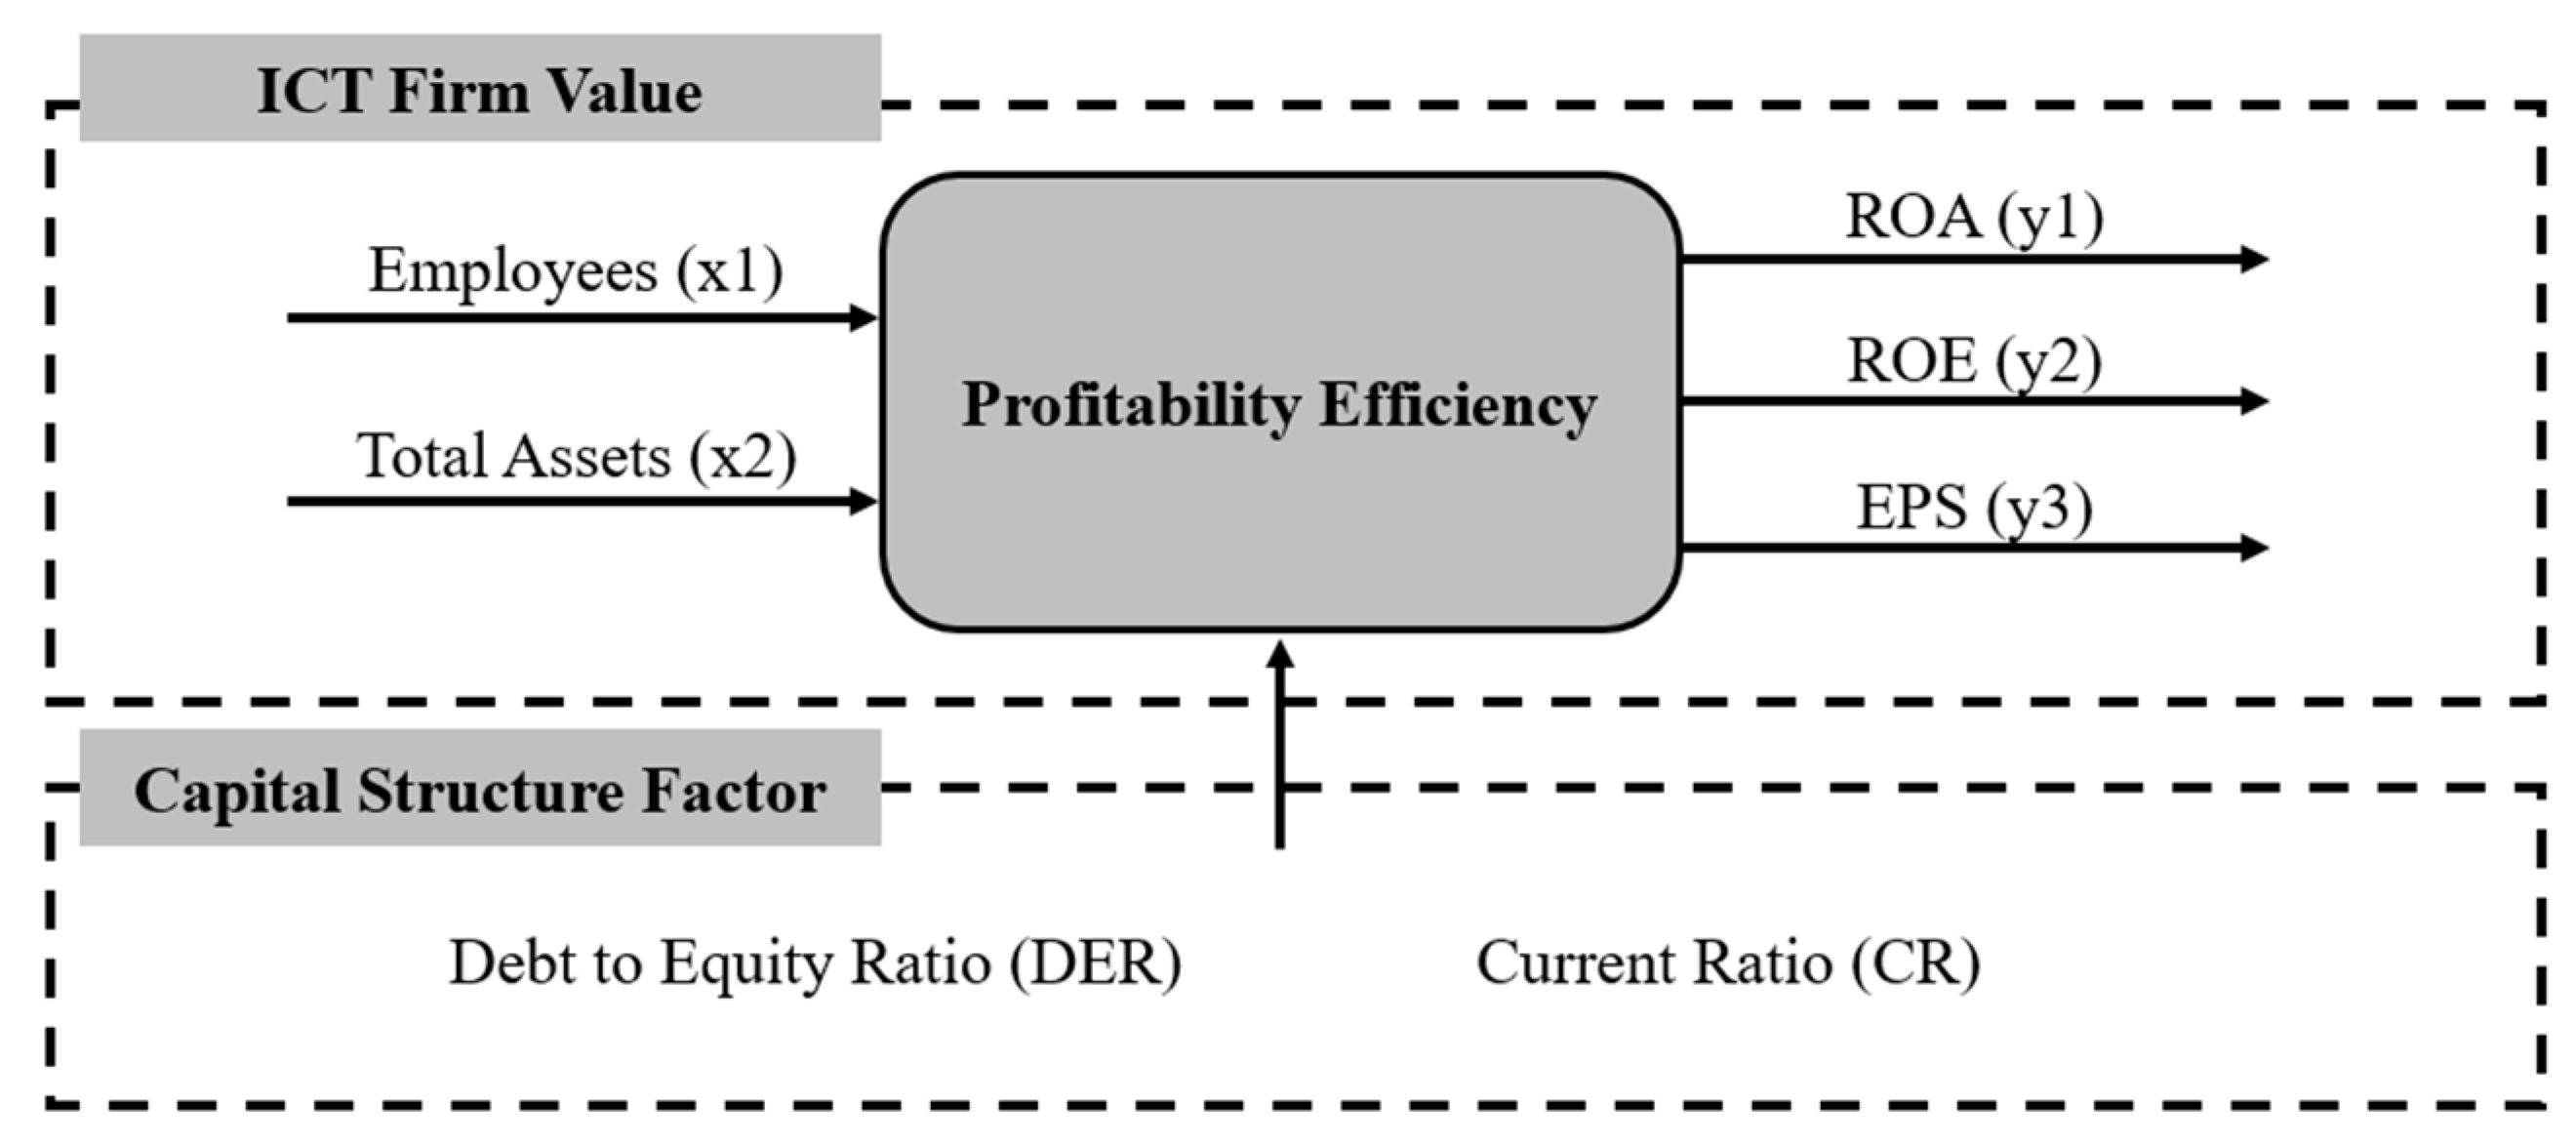 ICT Firm Value
Employees (x1)
Total Assets (x2)
Profitability Efficiency
ROA (y1)
ROE (y2)
EPS (y3)
Capital Structure Factor
Debt to Equity Ratio (DER)
Current Ratio (CR)